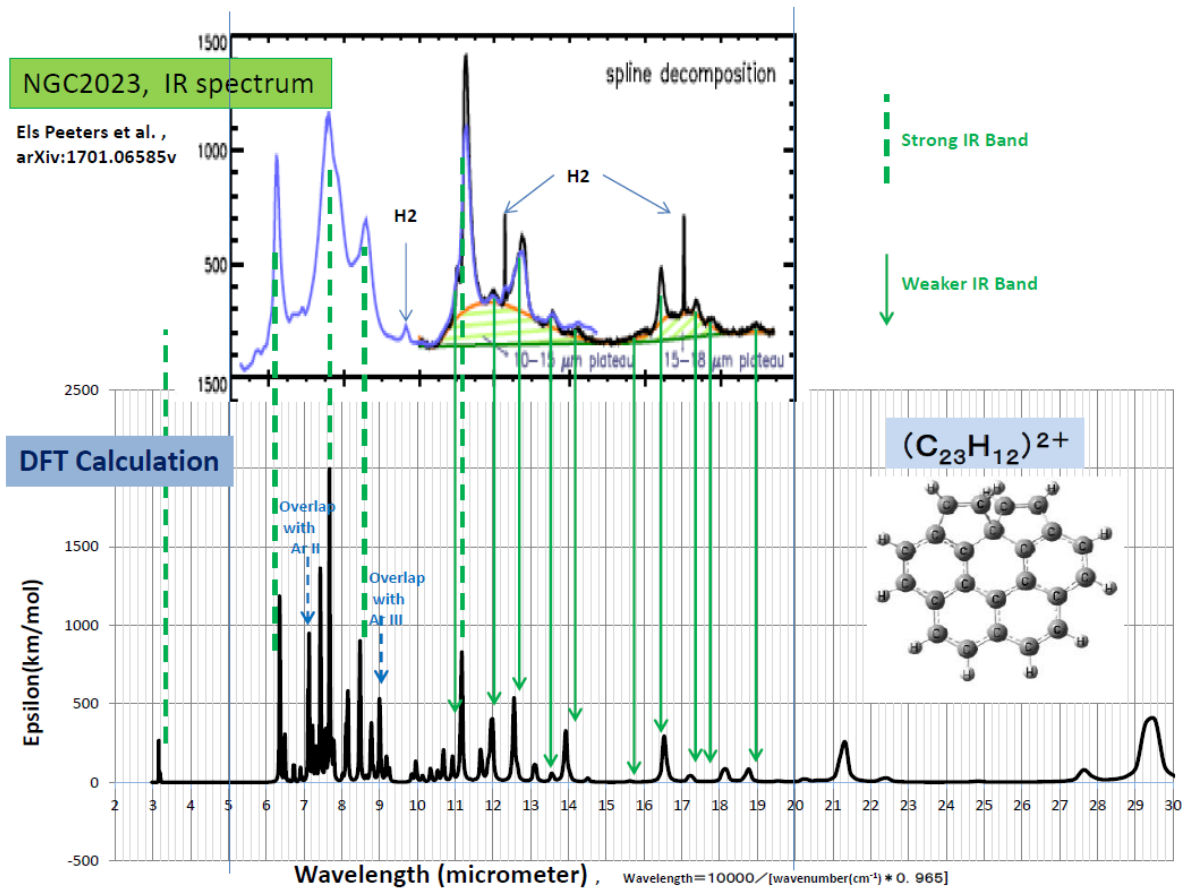 1500
spline decomposition
NGC2023, IR spectrum
Els Peeters et al. ,
arXiv:1701.06585v
1000
Strong IR Band
H2
H2
500
Weaker IR Band
10-15 μm plateau
15-18 μm plateau
1500
2500
(C₂₃H₁₂)²⁺
DFT Calculation
Overlap
with
Ar II
Overlap
with
Ar III
1500
1000
500
0
-500
Epsilon(km/mol)
H H H H
C C C C
H C C C C H
C C
H C C C C H
C C C
C C H
H H H
2 3 4 5 6 7 8 9 10 11 12 13 14 15 16 17 18 19 20 21 22 23 24 25 26 27 28 29 30
Wavelength (micrometer) , Wavelength=10000/[wavenumber(cm⁻¹)*0. 965]